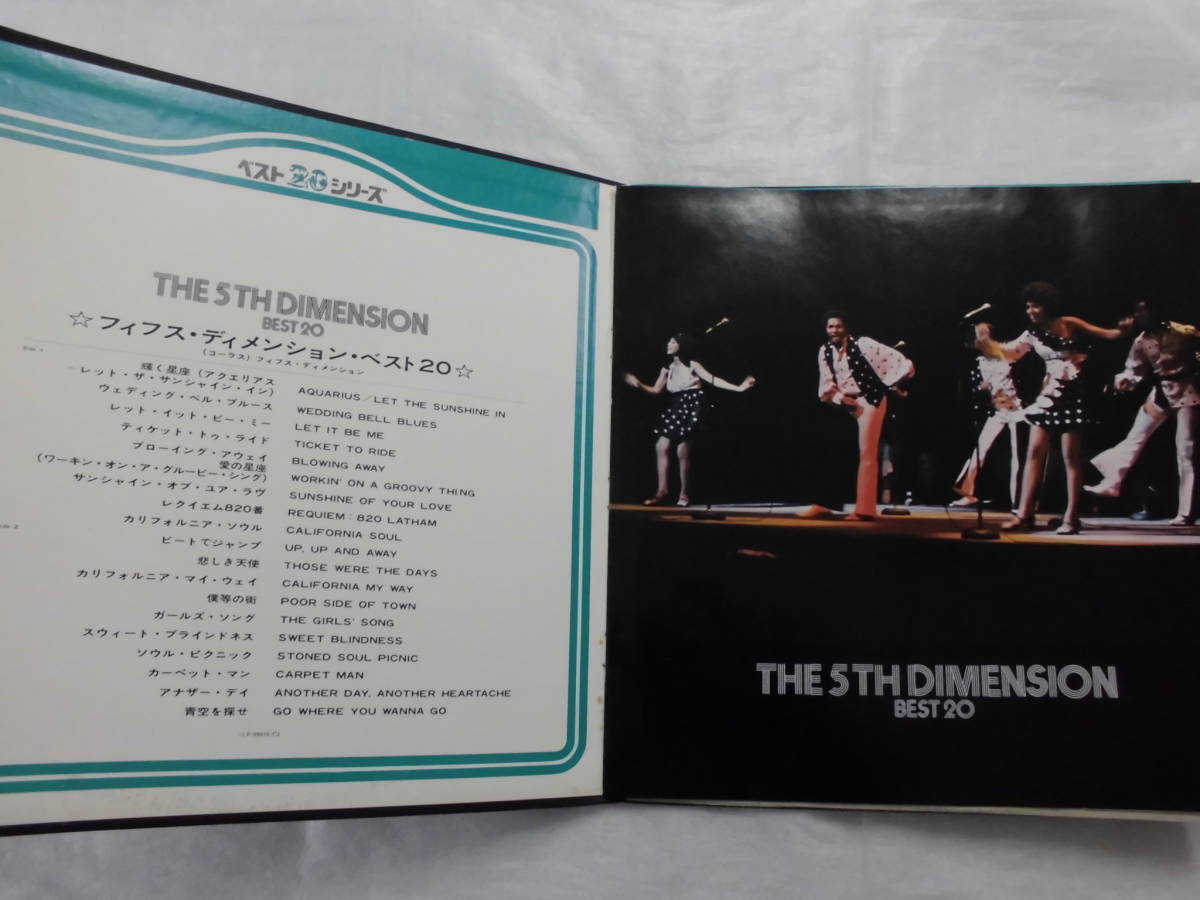 ベスト20シリーズ
THE 5TH DIMENSION
BEST 20
☆フィフス・ディメンション・ベスト20☆
(コーラス) フィフス・ディメンション
Side 1
輝く星座 (アクエリアス
レット・ザ・サンシャイン・イン) AQUARIUS/LET THE SUNSHINE IN
ウェディング・ベル・ブルース WEDDING BELL BLUES
レット・イット・ビー・ミー LET IT BE ME
ティケット・トゥ・ライド TICKET TO RIDE
ブローイング・アウェイ BLOWING AWAY
愛の星座
(ワーキン・オン・ア・グルービー・シング) WORKIN' ON A GROOVY THING
サンシャイン・オブ・ユア・ラヴ SUNSHINE OF YOUR LOVE
レクイエム820番 REQUIEM: 820 LATHAM
Side 2
カリフォルニア・ソウル CALIFORNIA SOUL
ビートでジャンプ UP, UP AND AWAY
悲しき天使 THOSE WERE THE DAYS
カリフォルニア・マイ・ウェイ CALIFORNIA MY WAY
僕等の街 POOR SIDE OF TOWN
ガールズ・ソング THE GIRLS' SONG
スウィート・ブラインドネス SWEET BLINDNESS
ソウル・ピクニック STONED SOUL PICNIC
カーペット・マン CARPET MAN
アナザー・デイ ANOTHER DAY, ANOTHER HEARTACHE
青空を探せ GO WHERE YOU WANNA GO
THE 5TH DIMENSION
BEST 20